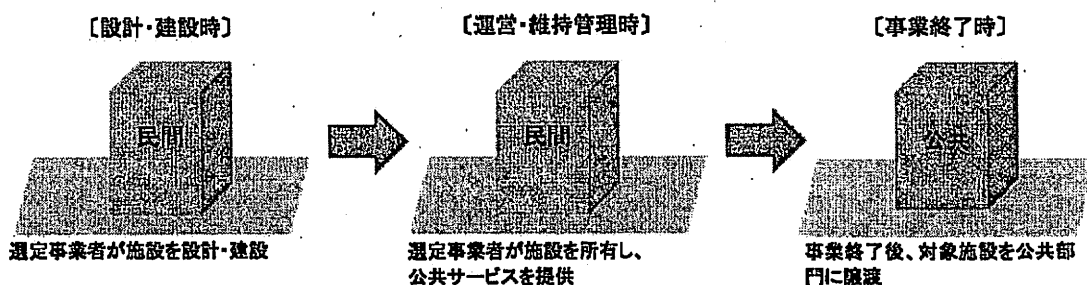 〔設計・建設時〕
〔運営・維持管理時〕
〔事業終了時〕
民間
民間
公共
選定事業者が施設を設計・建設
選定事業者が施設を所有し、
公共サービスを提供
事業終了後、対象施設を公共部
門に譲渡